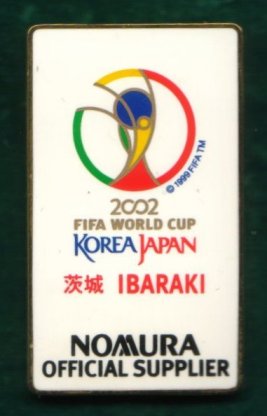 © 1999 FIFA TM
2002
FIFA WORLD CUP
KOREA JAPAN
茨城 IBARAKI
NOMURA
OFFICIAL SUPPLIER